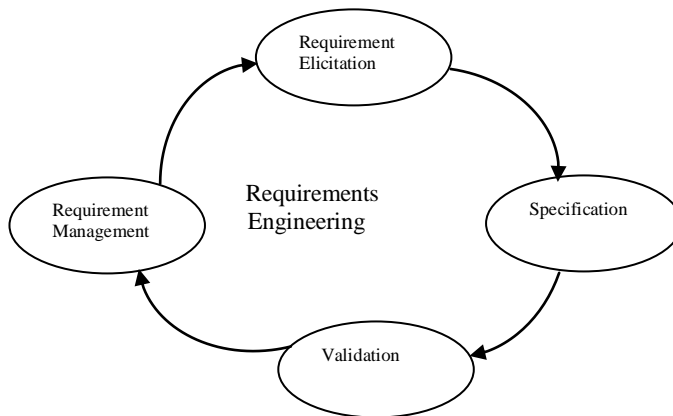 Requirement
Elicitation
Specification
Requirements
Engineering
Requirement
Management
Validation